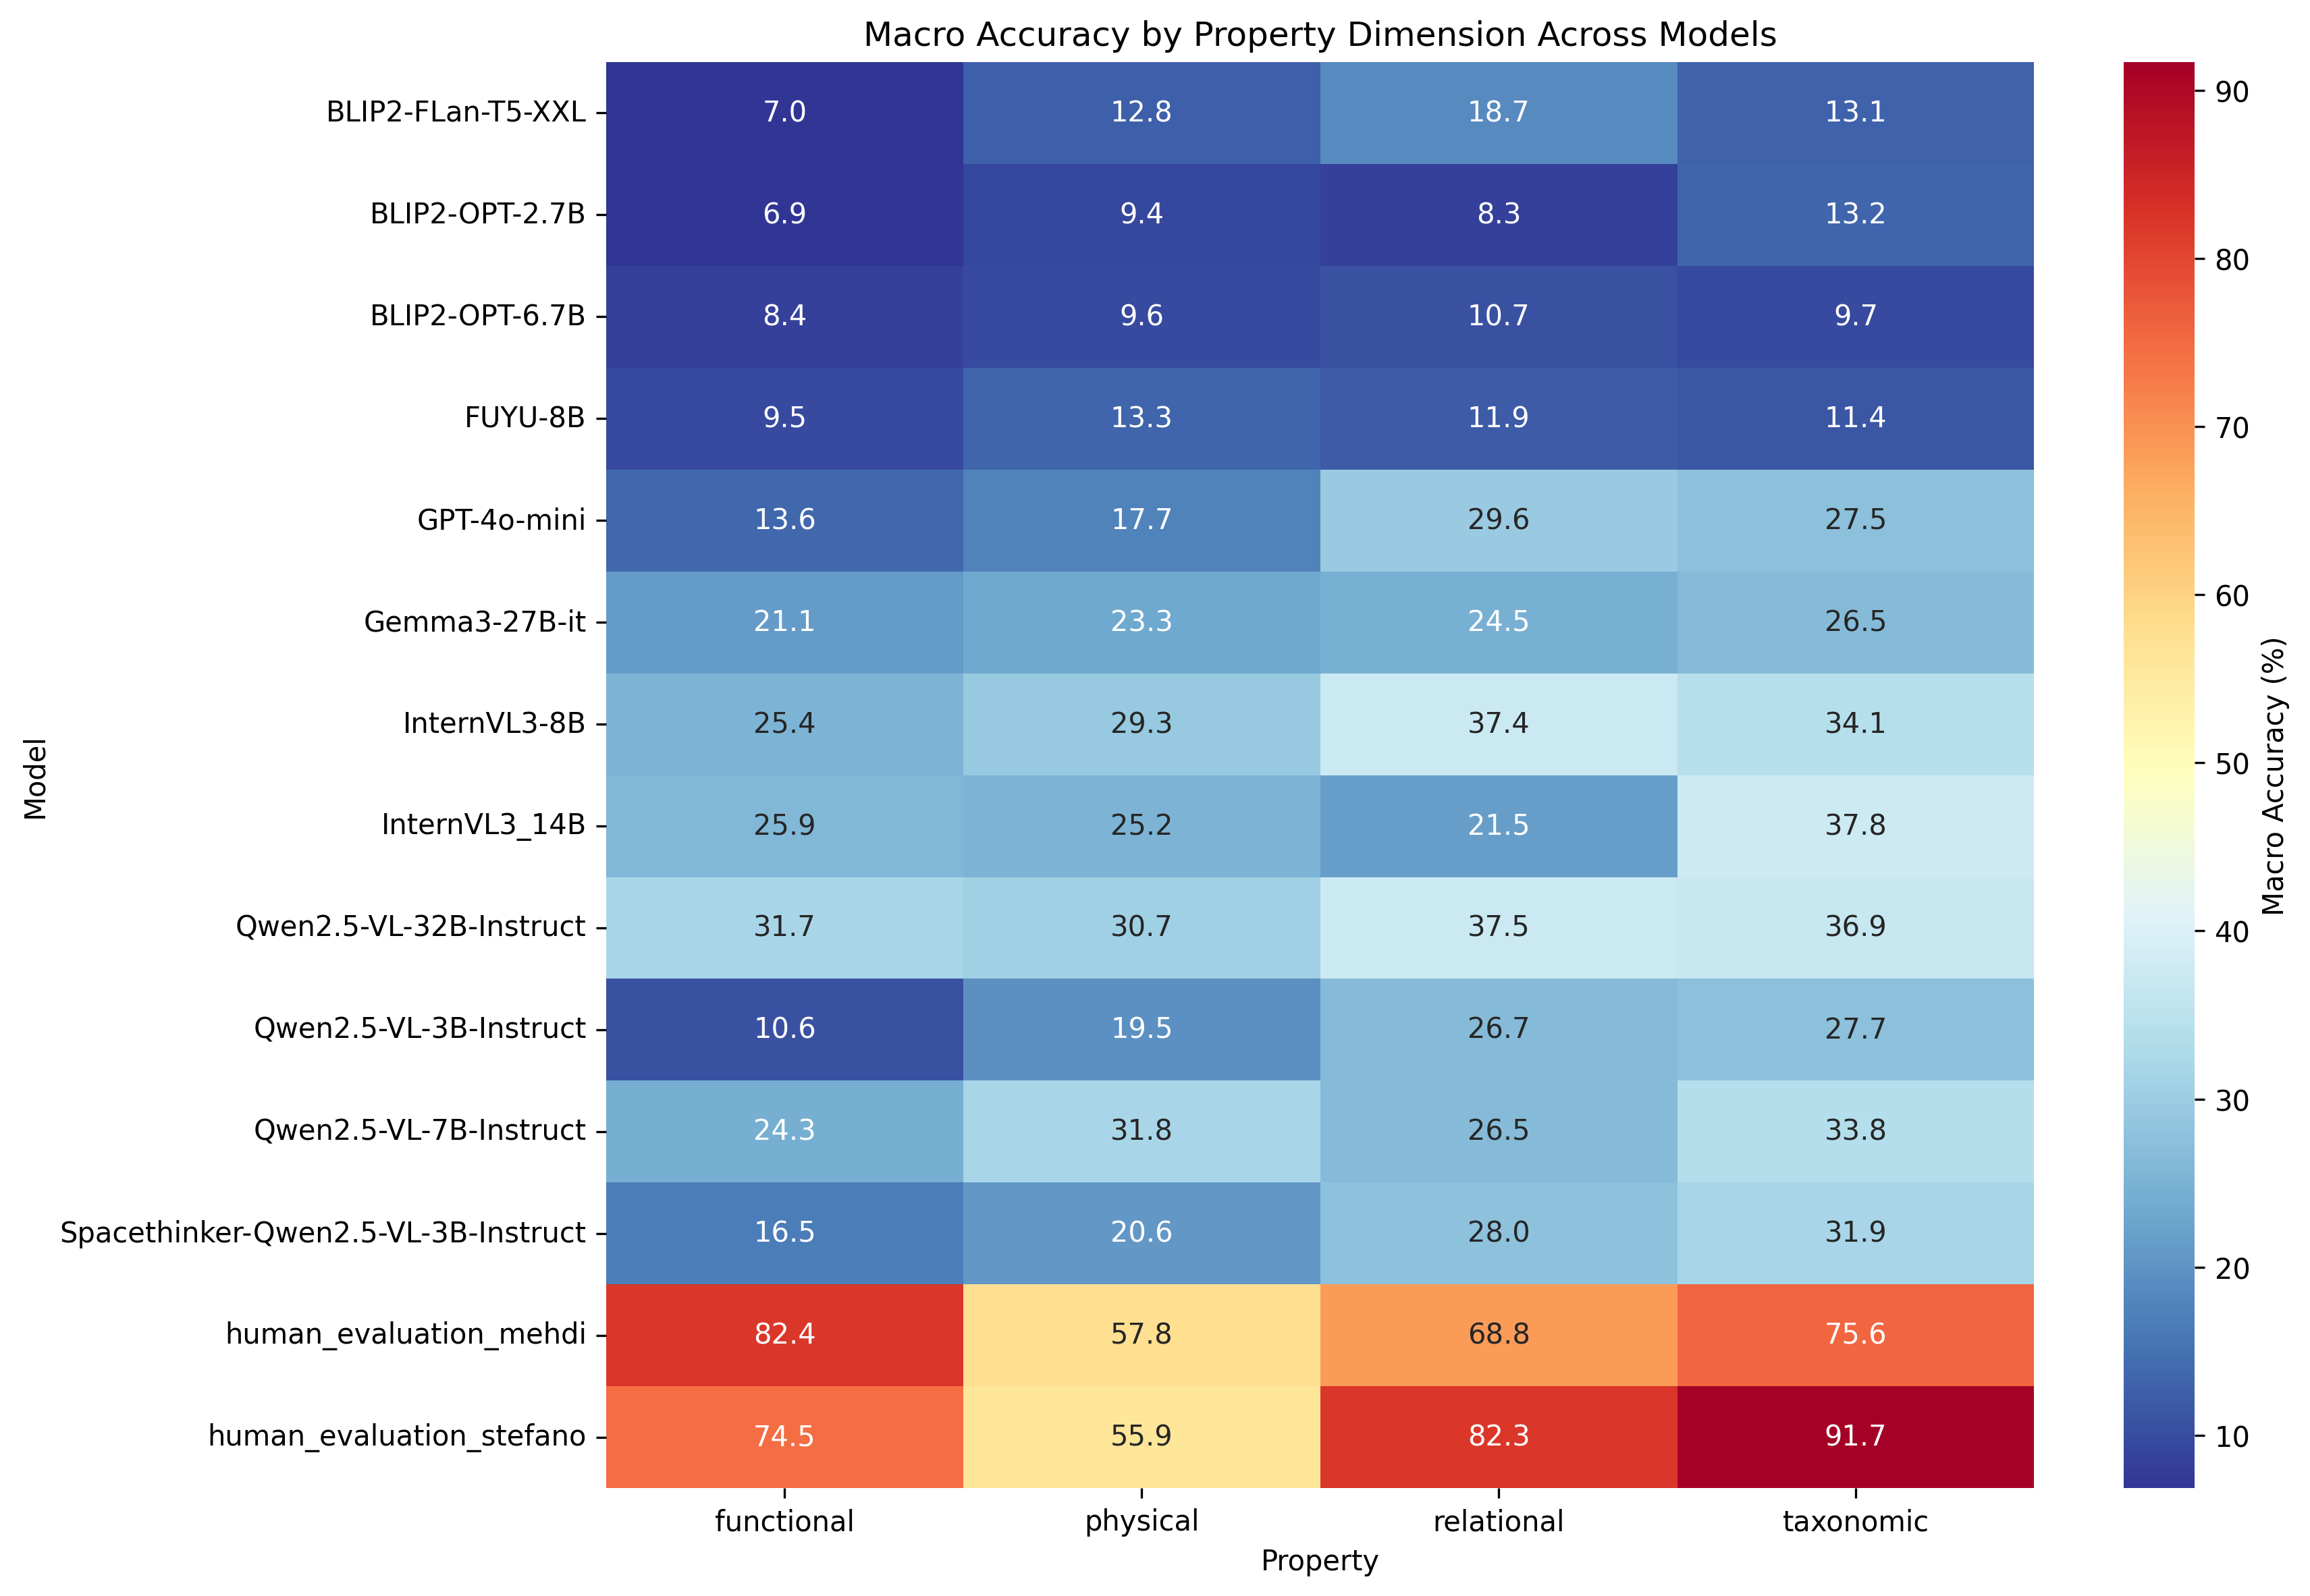 Macro Accuracy by Property Dimension Across Models
Model
BLIP2-FLan-T5-XXL 7.0 12.8 18.7 13.1
BLIP2-OPT-2.7B 6.9 9.4 8.3 13.2
BLIP2-OPT-6.7B 8.4 9.6 10.7 9.7
FUYU-8B 9.5 13.3 11.9 11.4
GPT-4o-mini 13.6 17.7 29.6 27.5
Gemma3-27B-it 21.1 23.3 24.5 26.5
InternVL3-8B 25.4 29.3 37.4 34.1
InternVL3_14B 25.9 25.2 21.5 37.8
Qwen2.5-VL-32B-Instruct 31.7 30.7 37.5 36.9
Qwen2.5-VL-3B-Instruct 10.6 19.5 26.7 27.7
Qwen2.5-VL-7B-Instruct 24.3 31.8 26.5 33.8
Spacethinker-Qwen2.5-VL-3B-Instruct 16.5 20.6 28.0 31.9
human_evaluation_mehdi 82.4 57.8 68.8 75.6
human_evaluation_stefano 74.5 55.9 82.3 91.7
functional physical relational taxonomic
Property
90
80
70
60
50
40
30
20
10
Macro Accuracy (%)